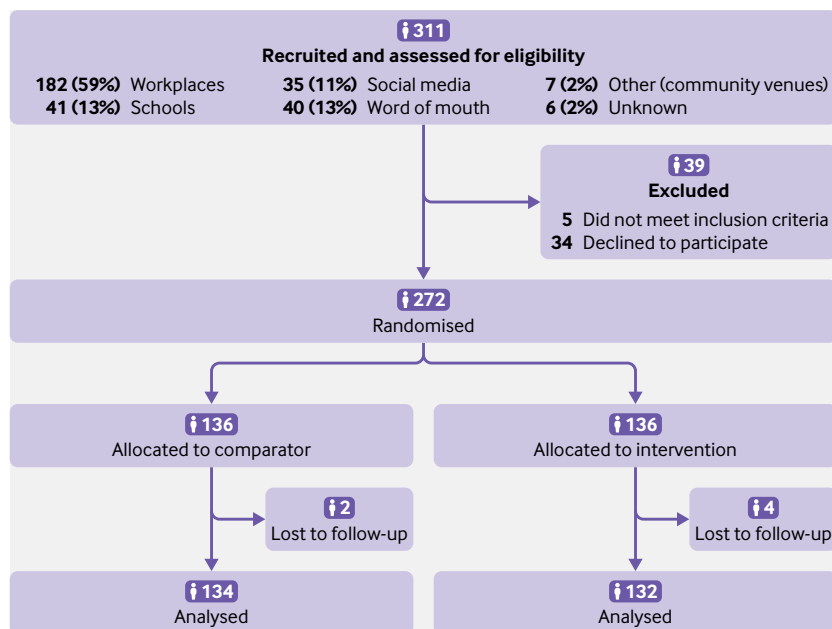 311
Recruited and assessed for eligibility
182 (59%) Workplaces 35 (11%) Social media 7 (2%) Other (community venues)
41 (13%) Schools 40 (13%) Word of mouth 6 (2%) Unknown
39
Excluded
5 Did not meet inclusion criteria
34 Declined to participate
272
Randomised
136
Allocated to comparator
136
Allocated to intervention
2
Lost to follow-up
4
Lost to follow-up
134
Analysed
132
Analysed